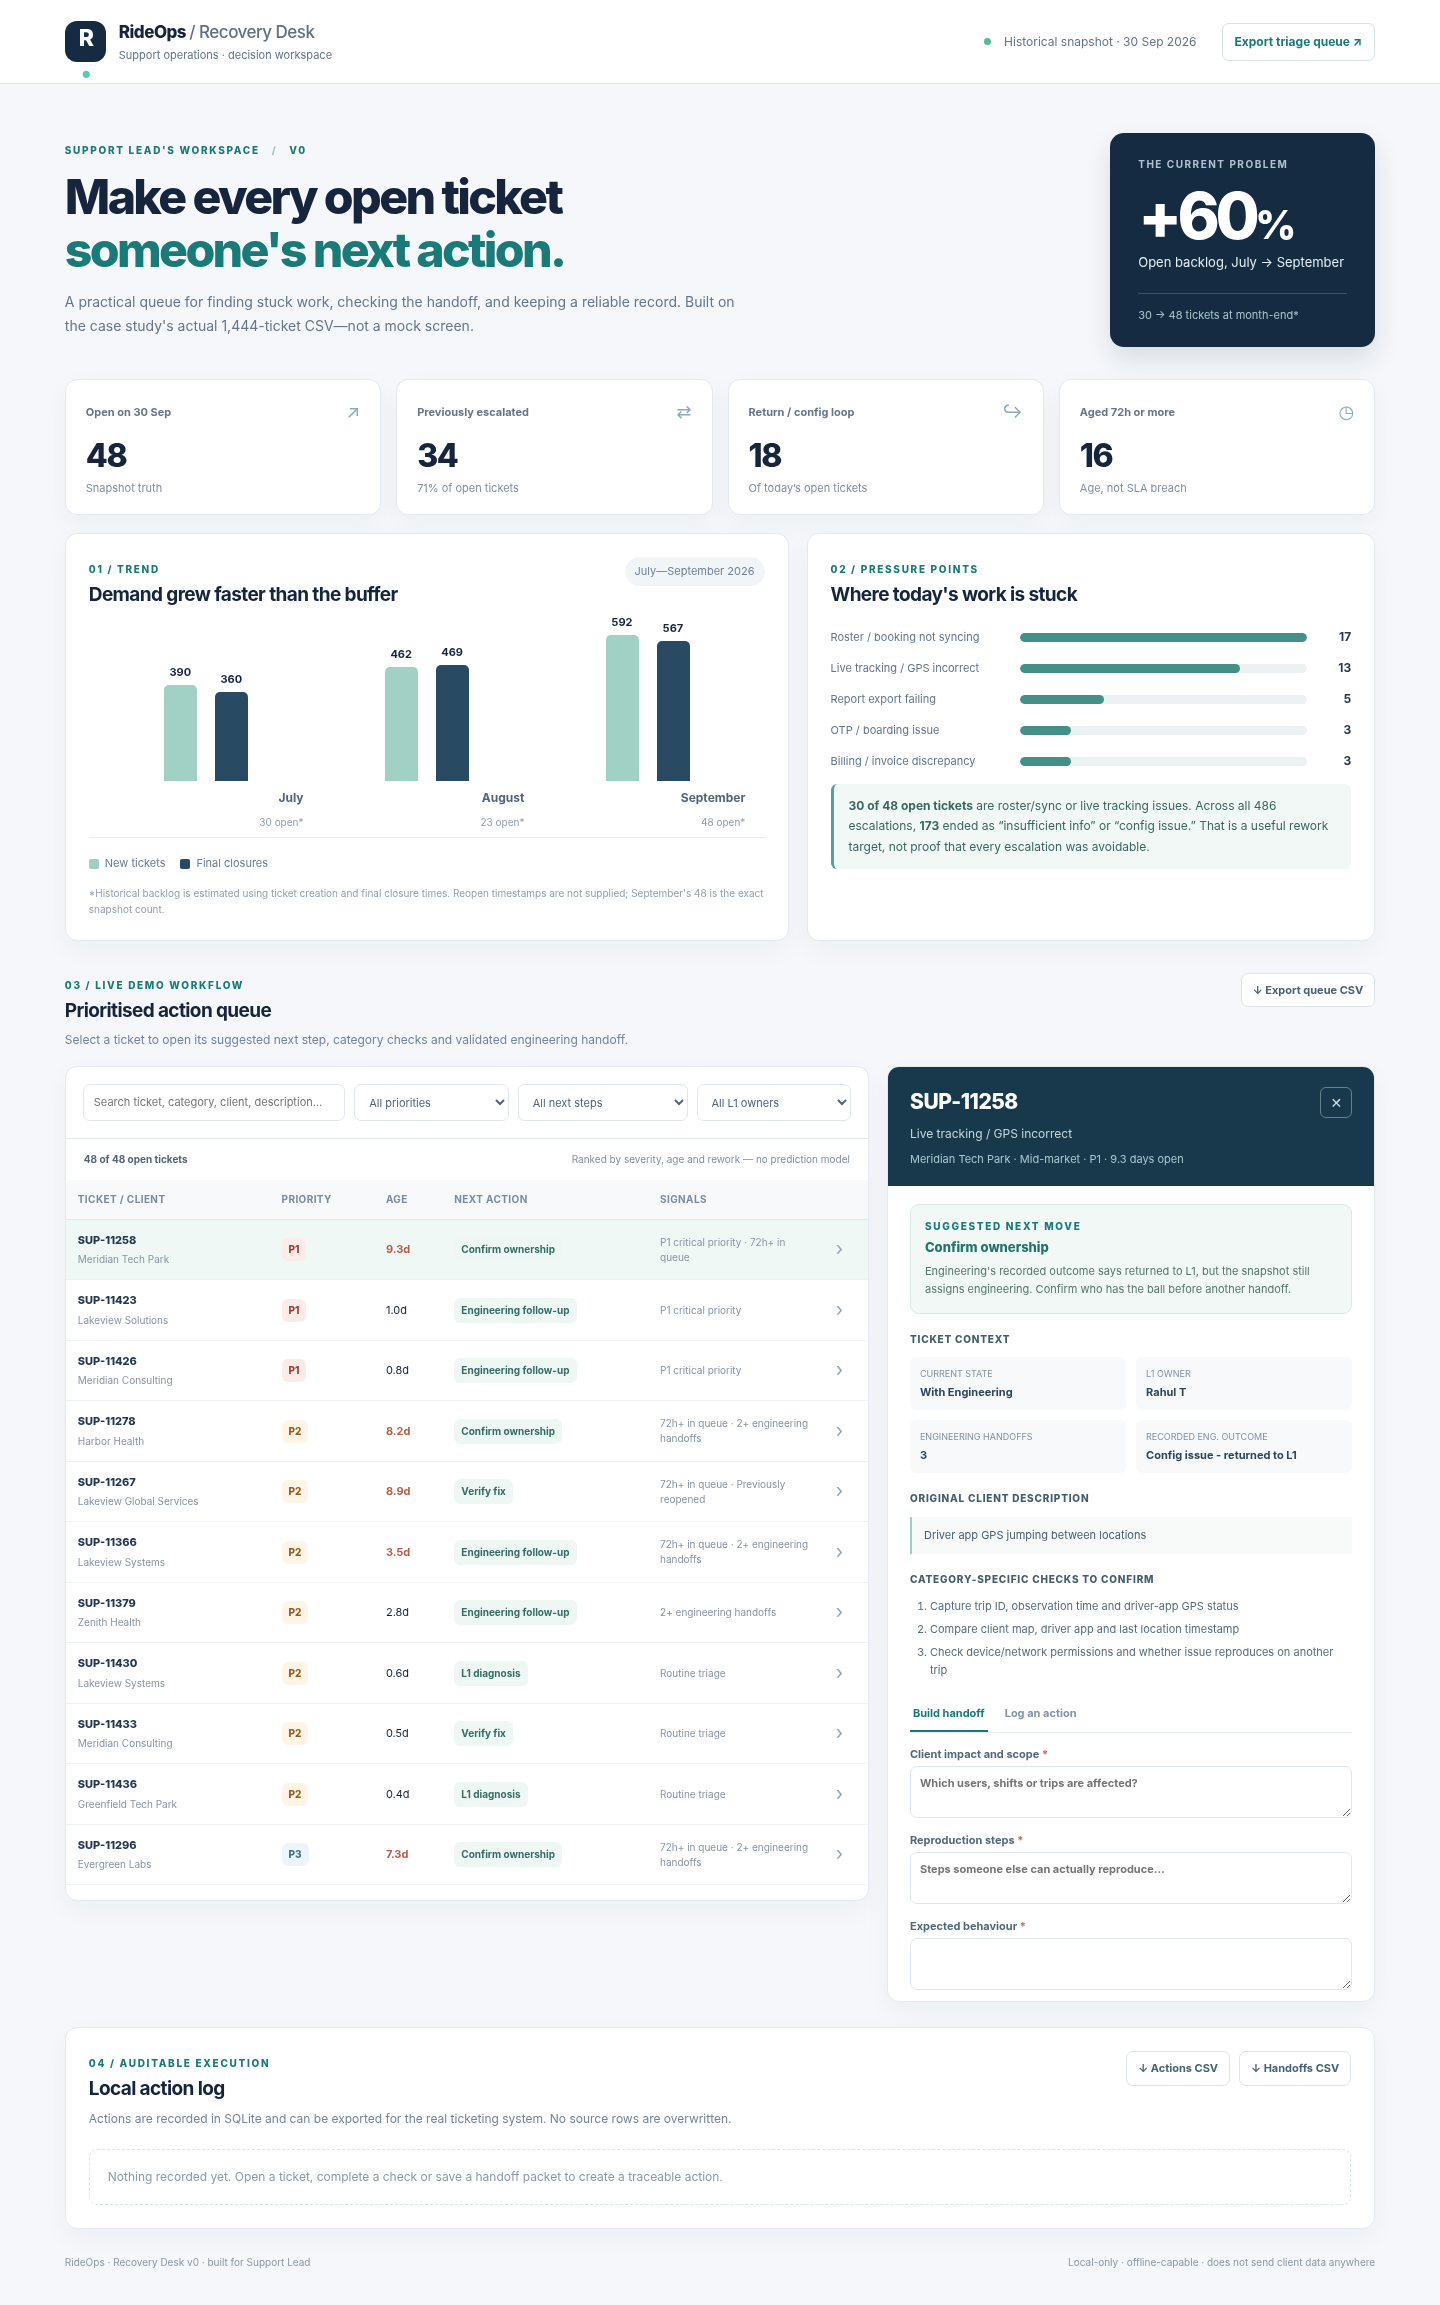 R
RideOps / Recovery Desk
Support operations · decision workspace
Historical snapshot · 30 Sep 2026
Export triage queue ↗
SUPPORT LEAD'S WORKSPACE / V0
Make every open ticket
someone's next action.
A practical queue for finding stuck work, checking the handoff, and keeping a reliable record. Built on
the case study's actual 1,444-ticket CSV—not a mock screen.
THE CURRENT PROBLEM
+60%
Open backlog, July → September
30 → 48 tickets at month-end*
Open on 30 Sep
48
Snapshot truth
Previously escalated
34
71% of open tickets
Return / config loop
18
Of today's open tickets
Aged 72h or more
16
Age, not SLA breach
01 / TREND
Demand grew faster than the buffer
July—September 2026
390
360
462
469
592
567
July
August
September
30 open*
23 open*
48 open*
New tickets
Final closures
*Historical backlog is estimated using ticket creation and final closure times. Reopen timestamps are not supplied; September's 48 is the exact
snapshot count.
02 / PRESSURE POINTS
Where today's work is stuck
Roster / booking not syncing 17
Live tracking / GPS incorrect 13
Report export failing 5
OTP / boarding issue 3
Billing / invoice discrepancy 3
30 of 48 open tickets are roster/sync or live tracking issues. Across all 486
escalations, 173 ended as “insufficient info” or “config issue.” That is a useful rework
target, not proof that every escalation was avoidable.
03 / LIVE DEMO WORKFLOW
Prioritised action queue
Select a ticket to open its suggested next step, category checks and validated engineering handoff.
↓ Export queue CSV
Search ticket, category, client, description...
All priorities
All next steps
All L1 owners
48 of 48 open tickets
Ranked by severity, age and rework — no prediction model
TICKET / CLIENT PRIORITY AGE NEXT ACTION SIGNALS
SUP-11258
Meridian Tech Park
P1
9.3d
Confirm ownership
P1 critical priority · 72h+ in
queue
SUP-11423
Lakeview Solutions
P1
1.0d
Engineering follow-up
P1 critical priority
SUP-11426
Meridian Consulting
P1
0.8d
Engineering follow-up
P1 critical priority
SUP-11278
Harbor Health
P2
8.2d
Confirm ownership
72h+ in queue · 2+ engineering
handoffs
SUP-11267
Lakeview Global Services
P2
8.9d
Verify fix
72h+ in queue · Previously
reopened
SUP-11366
Lakeview Systems
P2
3.5d
Engineering follow-up
72h+ in queue · 2+ engineering
handoffs
SUP-11379
Zenith Health
P2
2.8d
Engineering follow-up
2+ engineering handoffs
SUP-11430
Lakeview Systems
P2
0.6d
L1 diagnosis
Routine triage
SUP-11433
Meridian Consulting
P2
0.5d
Verify fix
Routine triage
SUP-11436
Greenfield Tech Park
P2
0.4d
L1 diagnosis
Routine triage
SUP-11296
Evergreen Labs
P3
7.3d
Confirm ownership
72h+ in queue · 2+ engineering
handoffs
SUP-11258
×
Live tracking / GPS incorrect
Meridian Tech Park · Mid-market · P1 · 9.3 days open
SUGGESTED NEXT MOVE
Confirm ownership
Engineering's recorded outcome says returned to L1, but the snapshot still
assigns engineering. Confirm who has the ball before another handoff.
TICKET CONTEXT
CURRENT STATE
With Engineering
L1 OWNER
Rahul T
ENGINEERING HANDOFFS
3
RECORDED ENG. OUTCOME
Config issue - returned to L1
ORIGINAL CLIENT DESCRIPTION
Driver app GPS jumping between locations
CATEGORY-SPECIFIC CHECKS TO CONFIRM
1. Capture trip ID, observation time and driver-app GPS status
2. Compare client map, driver app and last location timestamp
3. Check device/network permissions and whether issue reproduces on another
trip
Build handoff
Log an action
Client impact and scope *
Which users, shifts or trips are affected?
Reproduction steps *
Steps someone else can actually reproduce...
Expected behaviour *
04 / AUDITABLE EXECUTION
Local action log
Actions are recorded in SQLite and can be exported for the real ticketing system. No source rows are overwritten.
↓ Actions CSV
↓ Handoffs CSV
Nothing recorded yet. Open a ticket, complete a check or save a handoff packet to create a traceable action.
RideOps · Recovery Desk v0 · built for Support Lead
Local-only · offline-capable · does not send client data anywhere